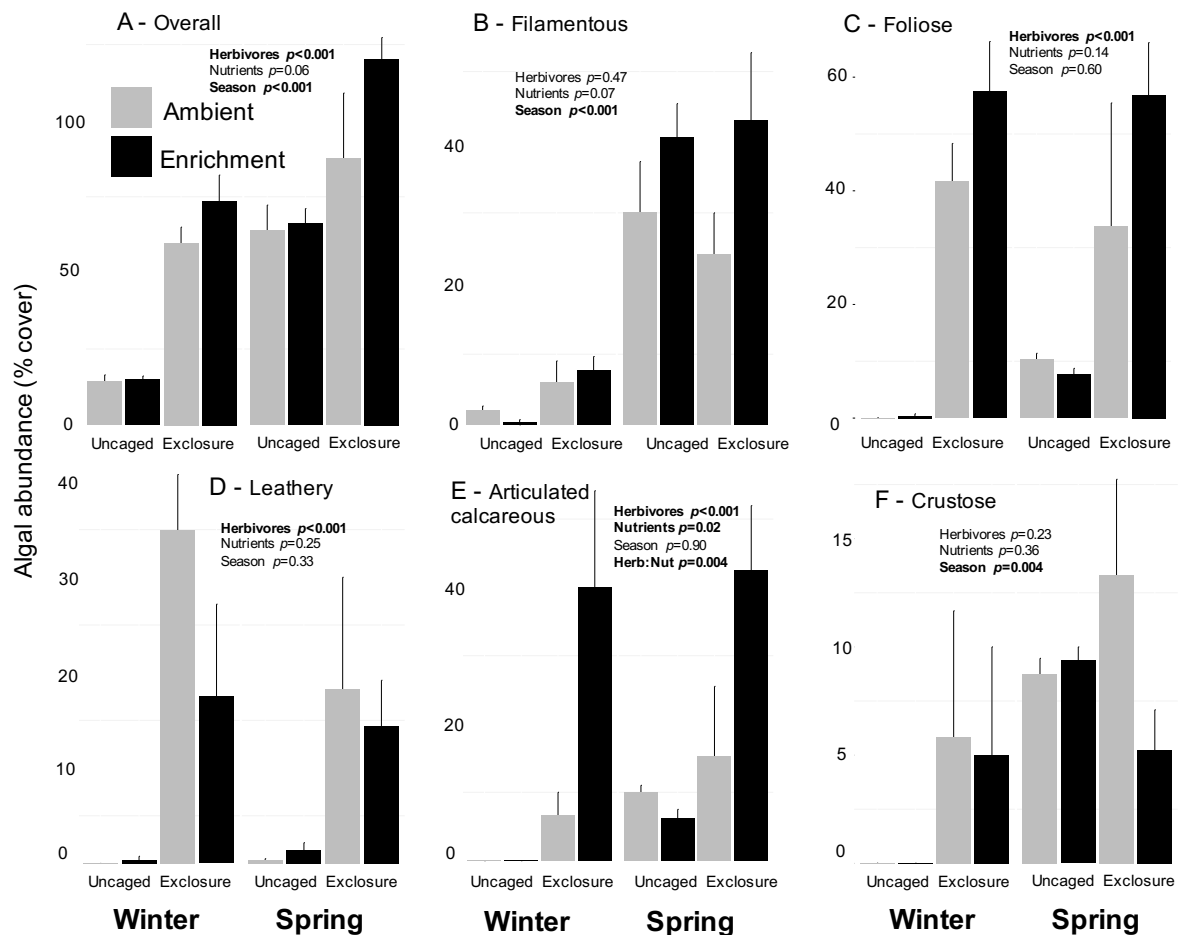 A - Overall
Herbivores p<0.001
Nutrients p=0.06
Season p<0.001
Ambient
Enrichment
100
50
0
Uncaged Exclosure Uncaged Exclosure
B - Filamentous
Herbivores p=0.47
Nutrients p=0.07
Season p<0.001
40
20
0
Uncaged Exclosure Uncaged Exclosure
C - Foliose
Herbivores p<0.001
Nutrients p=0.14
Season p=0.60
60
40
20
0
Uncaged Exclosure Uncaged Exclosure
Algal abundance (% cover)
D - Leathery
Herbivores p<0.001
Nutrients p=0.25
Season p=0.33
40
30
20
10
0
Uncaged Exclosure Uncaged Exclosure
Winter Spring
E - Articulated
calcareous
Herbivores p<0.001
Nutrients p=0.02
Season p=0.90
Herb:Nut p=0.004
40
20
0
Uncaged Exclosure Uncaged Exclosure
Winter Spring
F - Crustose
Herbivores p=0.23
Nutrients p=0.36
Season p=0.004
15
10
5
0
Uncaged Exclosure Uncaged Exclosure
Winter Spring